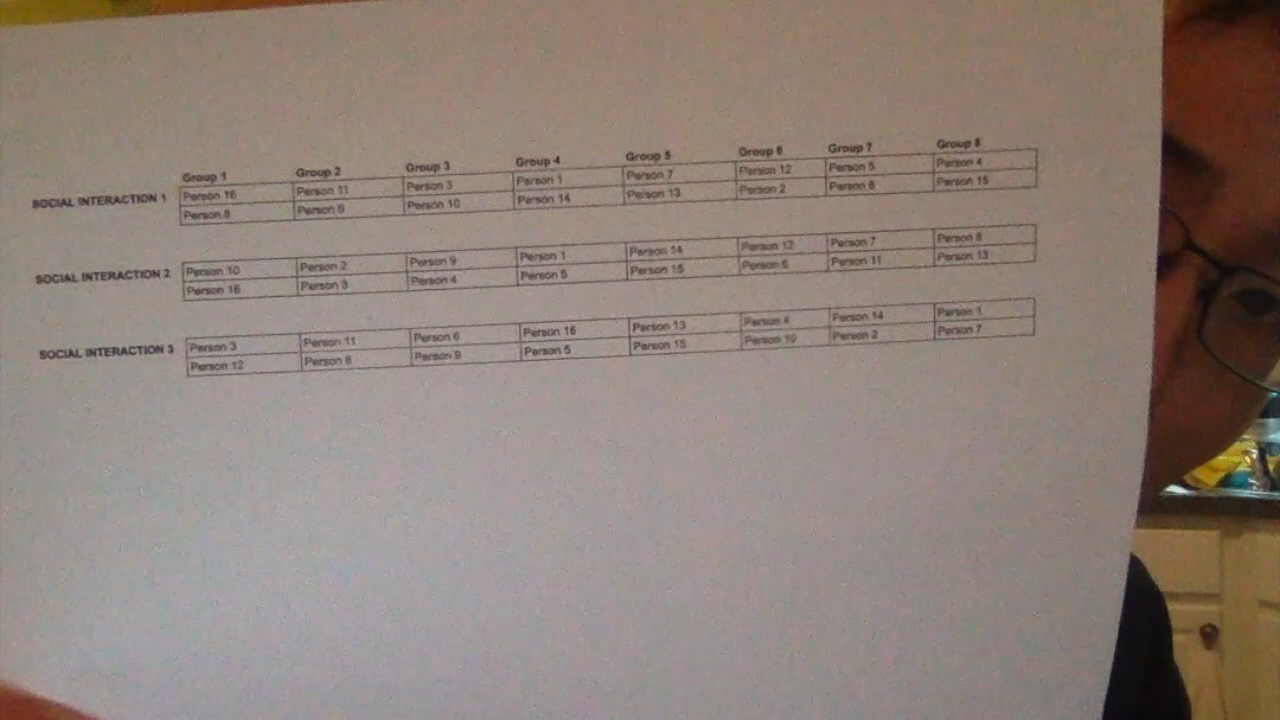 Group 1 Group 2 Group 3 Group 4 Group 5 Group 6 Group 7 Group 8
SOCIAL INTERACTION 1 Person 16 Person 11 Person 3 Person 1 Person 7 Person 12 Person 5 Person 4
Person 8 Person 9 Person 10 Person 14 Person 13 Person 2 Person 6 Person 15
SOCIAL INTERACTION 2 Person 10 Person 2 Person 9 Person 1 Person 14 Person 12 Person 7 Person 8
Person 16 Person 3 Person 4 Person 5 Person 15 Person 6 Person 11 Person 13
SOCIAL INTERACTION 3 Person 3 Person 11 Person 6 Person 16 Person 13 Person 4 Person 14 Person 1
Person 12 Person 8 Person 9 Person 5 Person 15 Person 10 Person 2 Person 7